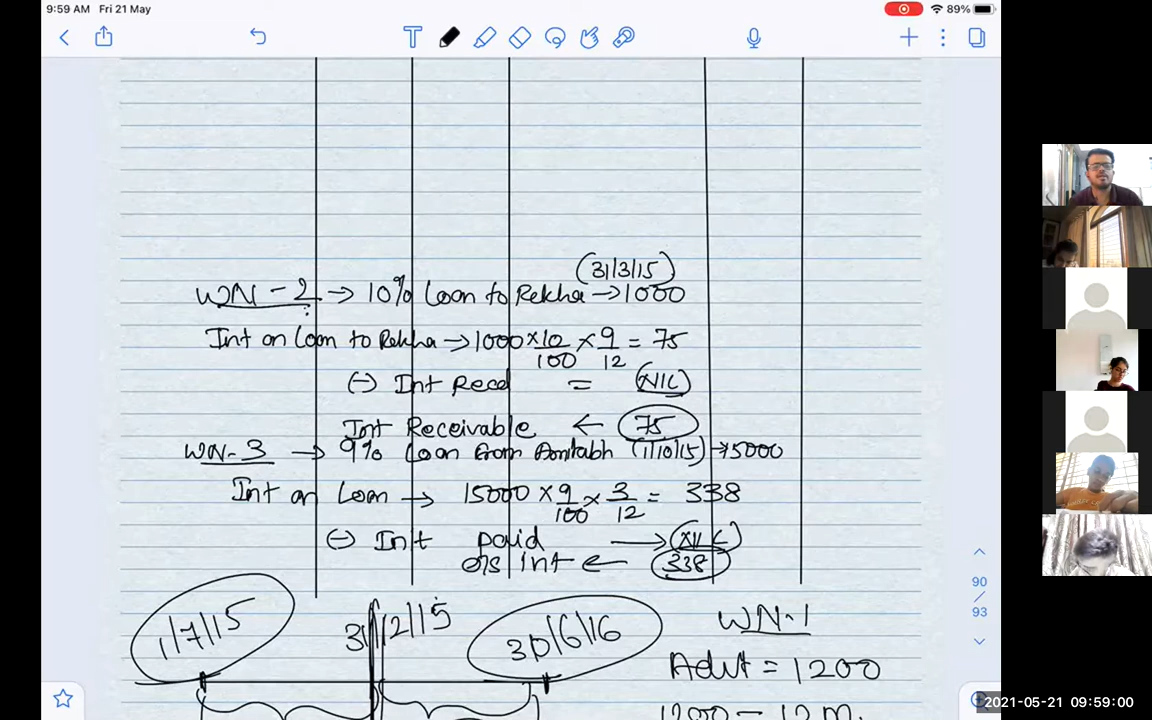 9:59 AM Fri 21 May
89%
(31/3/15)
WN-2 → 10% Loan to Rekha → 1000
Int on Loan to Rekha → 1000 × 10/100 × 9/12 = 75
(-) Int Recd = (NIL)
Int Receivable ← 75
WN-3 → 9% Loan from Amitabh (1/10/15) → 15000
Int on Loan → 15000 × 9/100 × 3/12 = 338
(-) Int paid → (NIL)
o/s Int ← 338
1/7/15 31/12/15 30/6/16
WN-1
Advt = 1200
1200 - 12 m.
90
/
93
2021-05-21 09:59:00